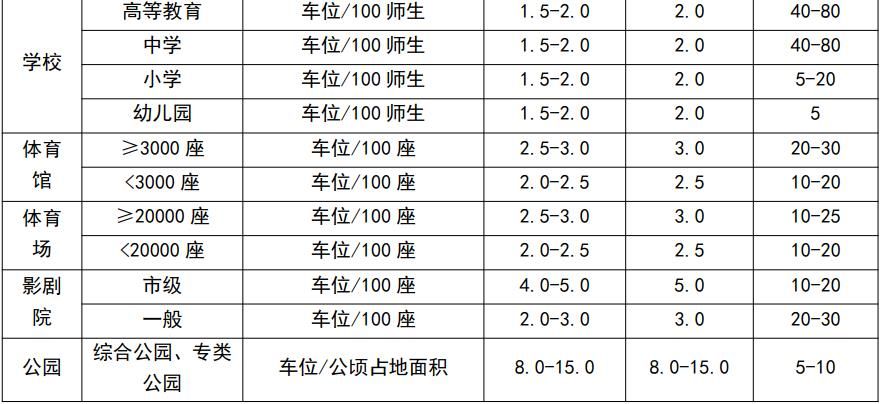 学校 高等教育 车位/100 师生 1.5-2.0 2.0 40-80
中学 车位/100 师生 1.5-2.0 2.0 40-80
小学 车位/100 师生 1.5-2.0 2.0 5-20
幼儿园 车位/100 师生 1.5-2.0 2.0 5
体育馆 ≥3000 座 车位/100 座 2.5-3.0 3.0 20-30
<3000 座 车位/100 座 2.0-2.5 2.5 10-20
体育场 ≥20000 座 车位/100 座 2.5-3.0 3.0 10-25
<20000 座 车位/100 座 2.0-2.5 2.5 10-20
影剧院 市级 车位/100 座 4.0-5.0 5.0 10-20
一般 车位/100 座 2.0-3.0 3.0 20-30
公园 综合公园、专类公园 车位/公顷占地面积 8.0-15.0 8.0-15.0 5-10